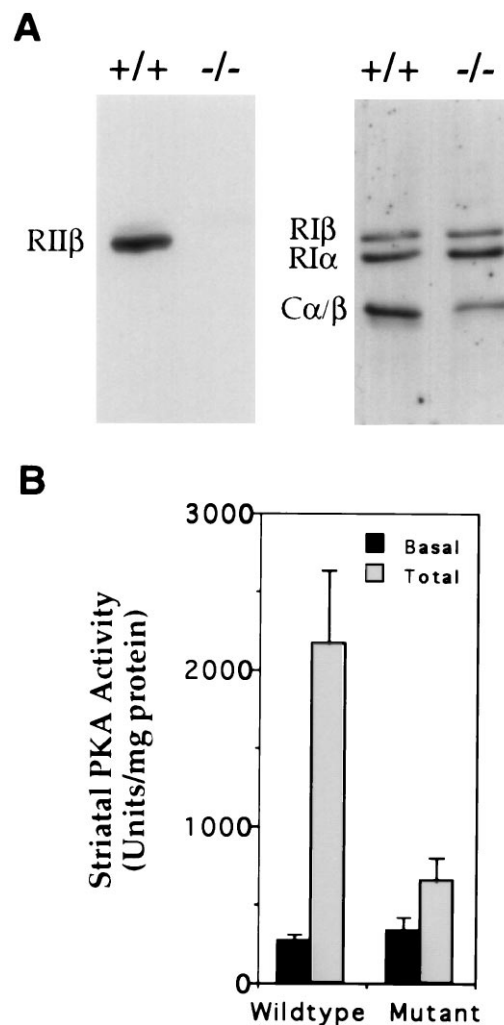 A
+/+ -/-
RIIβ
+/+ -/-
RIβ
RIα
Cα/β
B
Striatal PKA Activity
(Units/mg protein)
3000
2000
1000
0
Basal
Total
Wildtype Mutant